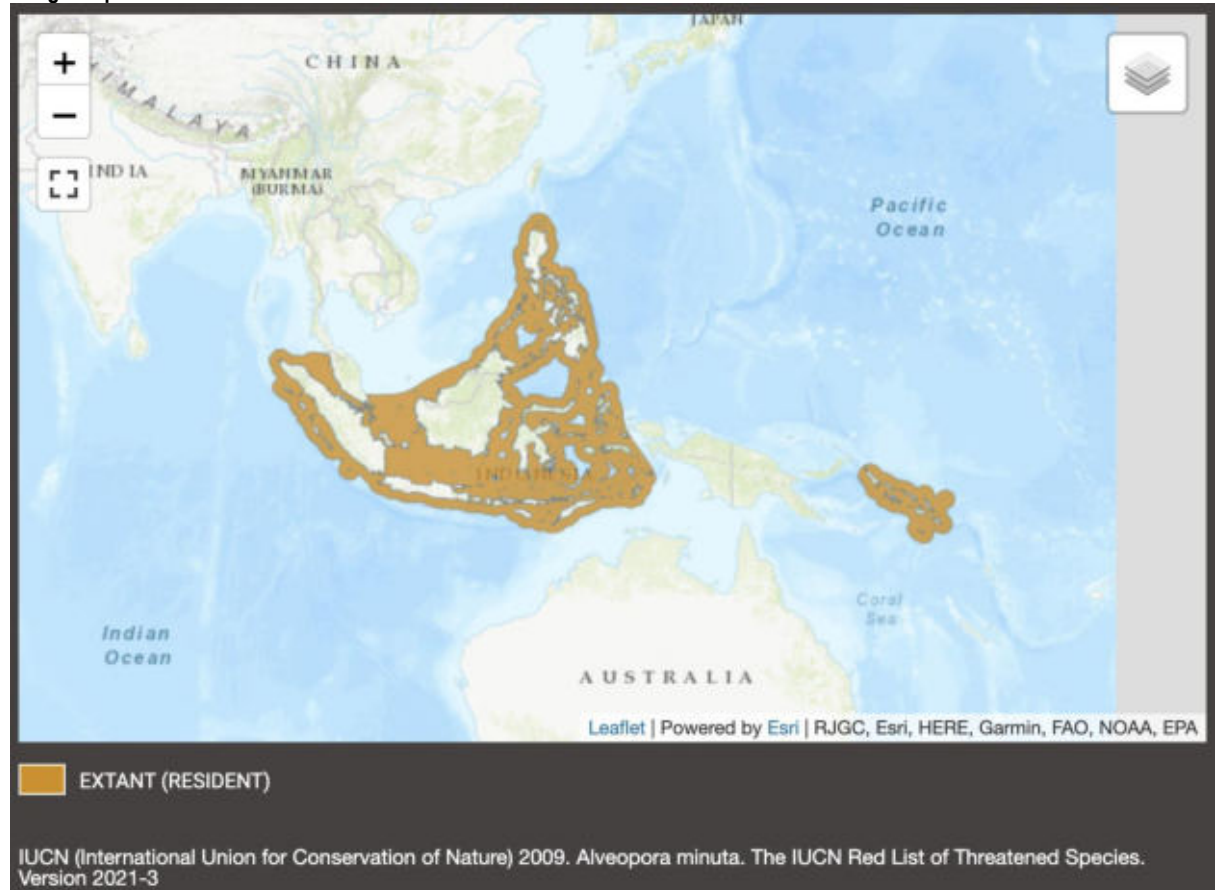 JAPAN
CHINA
HIMALAYA
INDIA
MYANMAR
(BURMA)
Pacific
Ocean
INDONESIA
Coral
Sea
Indian
Ocean
AUSTRALIA
Leaflet | Powered by Esri | RJGC, Esri, HERE, Garmin, FAO, NOAA, EPA
EXTANT (RESIDENT)
IUCN (International Union for Conservation of Nature) 2009. Alveopora minuta. The IUCN Red List of Threatened Species.
Version 2021-3